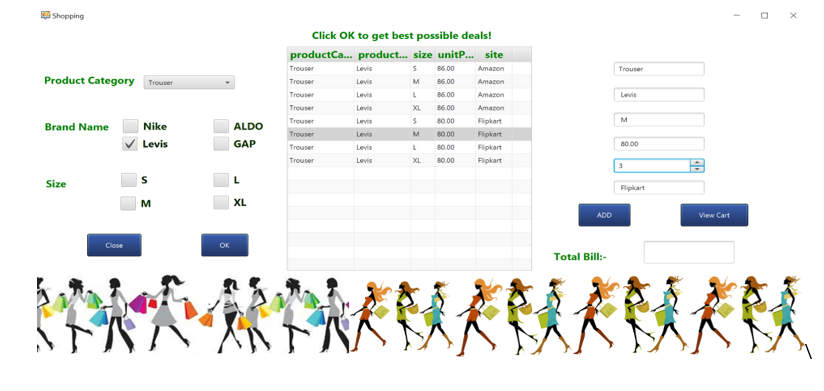 Shopping
Click OK to get best possible deals!
Product Category Trouser
Brand Name Nike ALDO
Levis GAP
Size S L
M XL
Close OK
productCa... product... size unitP... site
Trouser Levis S 86.00 Amazon
Trouser Levis M 86.00 Amazon
Trouser Levis L 86.00 Amazon
Trouser Levis XL 86.00 Amazon
Trouser Levis S 80.00 Flipkart
Trouser Levis M 80.00 Flipkart
Trouser Levis L 80.00 Flipkart
Trouser Levis XL 80.00 Flipkart
Trouser
Levis
M
80.00
3
Flipkart
ADD View Cart
Total Bill:-
\